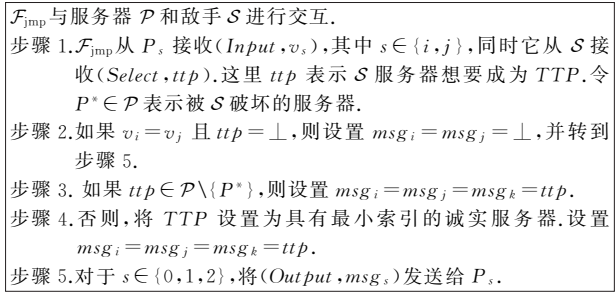 𝓕jmp与服务器 𝒫 和敌手 𝒮 进行交互.
步骤 1.𝓕jmp从 Ps 接收(Input,vs),其中 s∈{i,j},同时它从 𝒮 接
收(Select,ttp).这里 ttp 表示 𝒮 服务器想要成为 TTP.令
P*∈𝒫 表示被 𝒮 破坏的服务器.
步骤 2.如果 vi=vj 且 ttp=⊥,则设置 msgi=msgj=⊥,并转到
步骤 5.
步骤 3. 如果 ttp∈𝒫\{P*},则设置 msgi=msgj=msgk=ttp.
步骤 4.否则,将 TTP 设置为具有最小索引的诚实服务器.设置
msgi=msgj=msgk=ttp.
步骤 5.对于 s∈{0,1,2},将(Output,msgs)发送给 Ps.